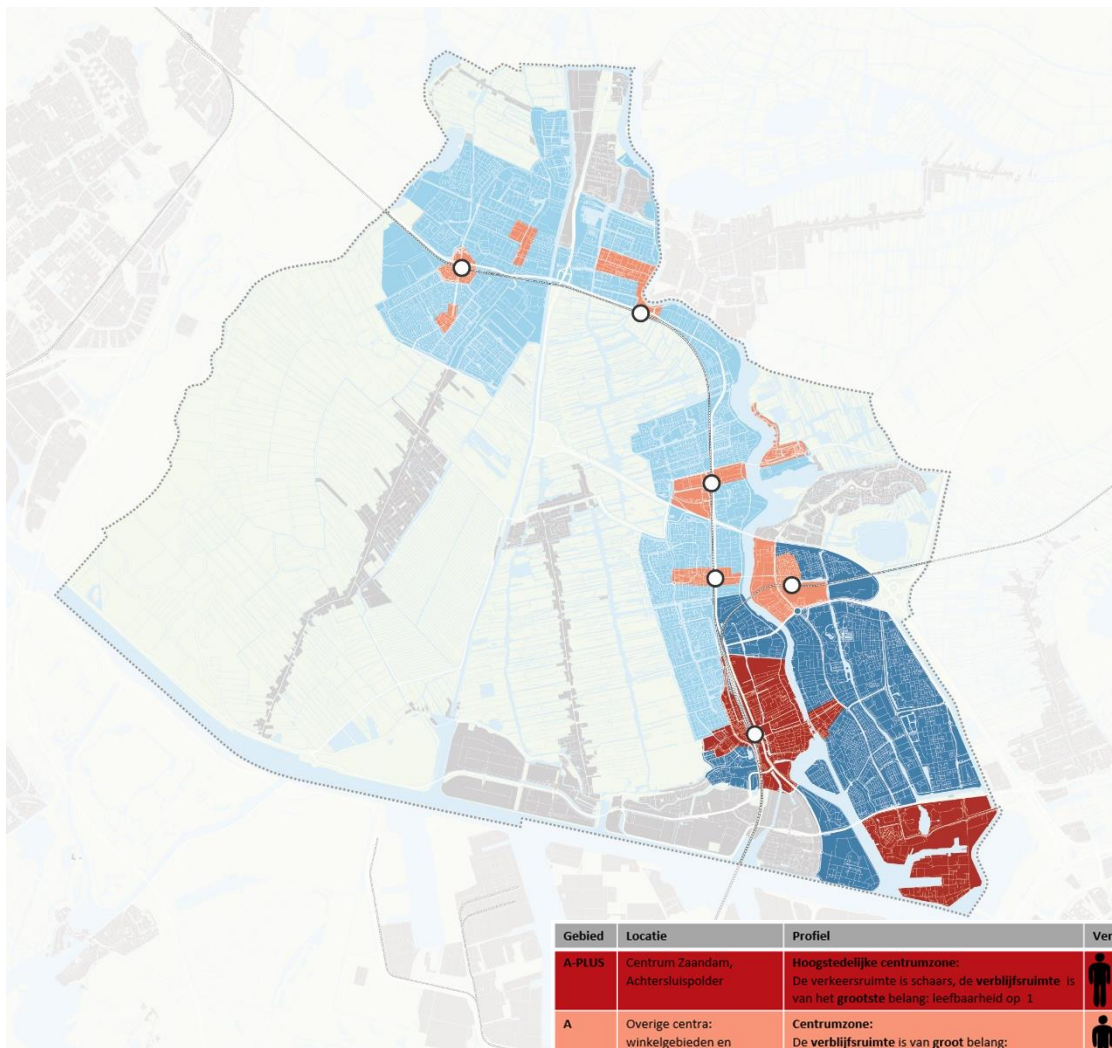 Gebied Locatie Profiel Ver
A-PLUS Centrum Zaandam, Hoogstedelijke centrumzone:
Achtersluispolder De verkeersruimte is schaars, de verblijfsruimte is
van het grootste belang: leefbaarheid op 1
A Overige centra: Centrumzone:
winkelgebieden en De verblijfsruimte is van groot belang: